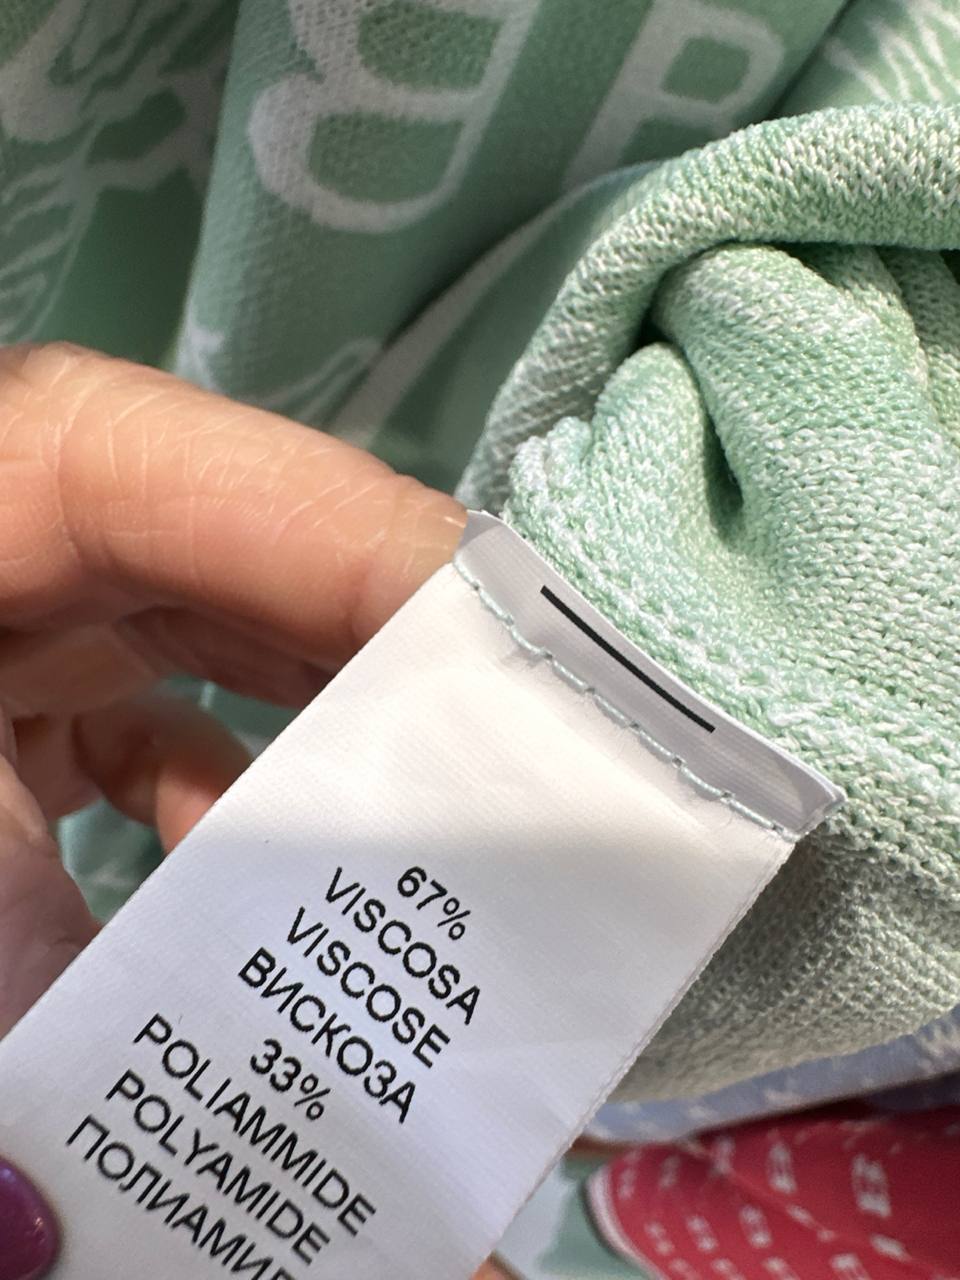 67%
VISCOSA
VISCOSE
ВИСКОЗА
33%
POLIAMMIDE
POLYAMIDE